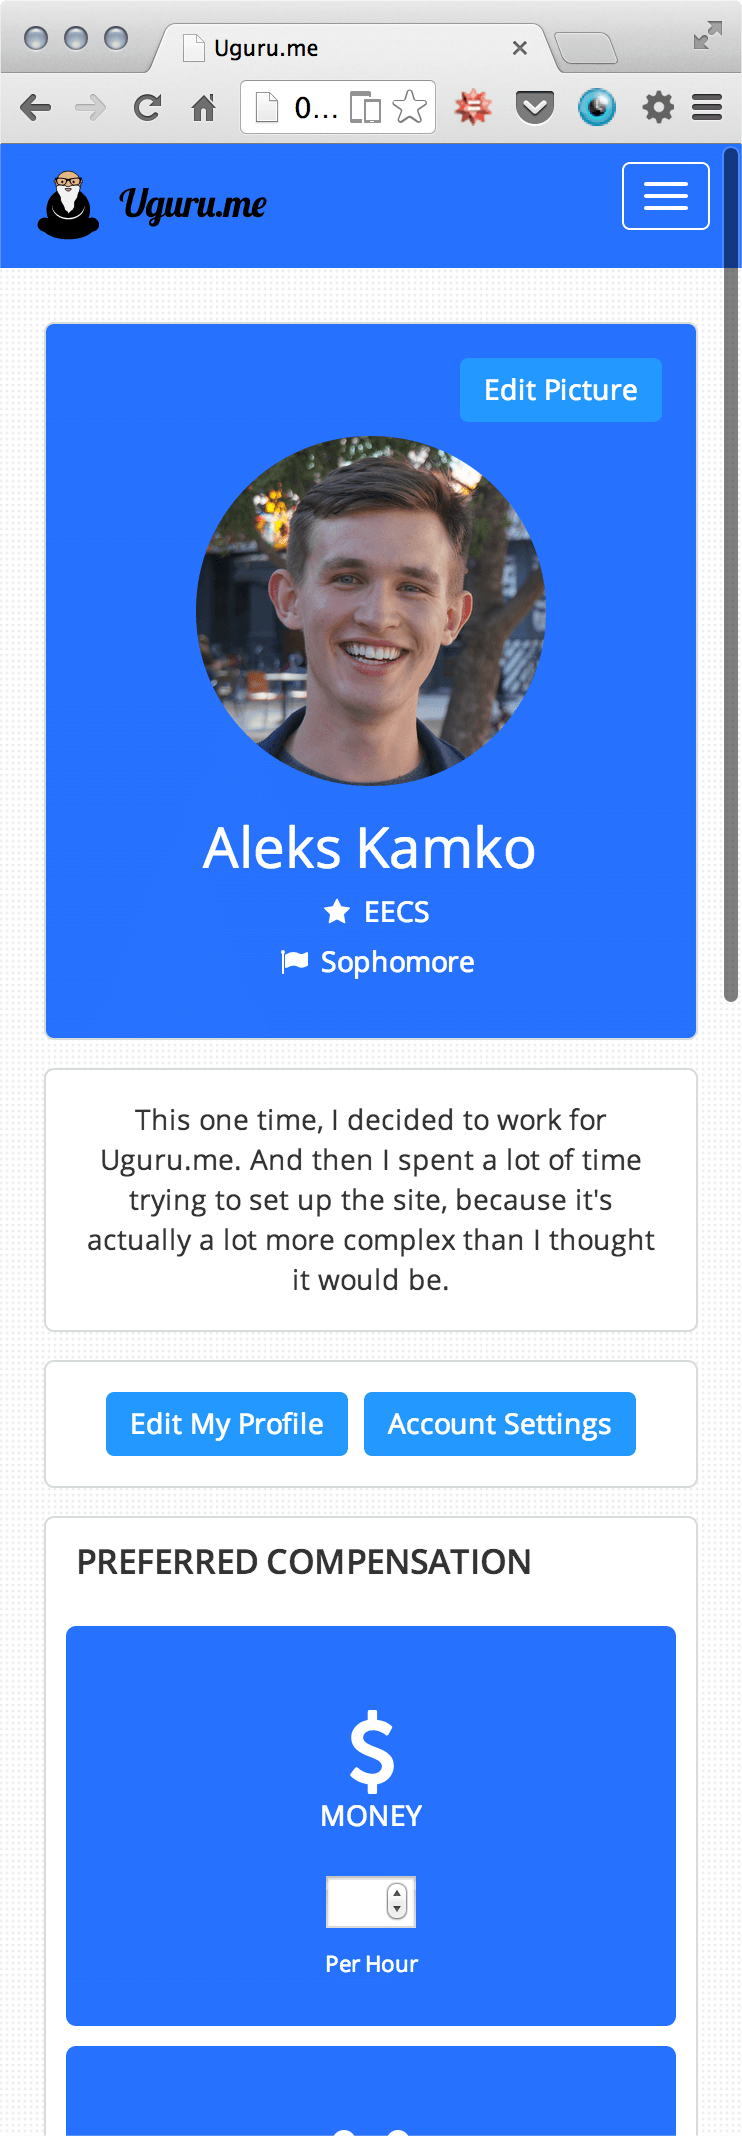 Uguru.me
0...
Uguru.me
Edit Picture
Aleks Kamko
EECS
Sophomore
This one time, I decided to work for
Uguru.me. And then I spent a lot of time
trying to set up the site, because it's
actually a lot more complex than I thought
it would be.
Edit My Profile
Account Settings
PREFERRED COMPENSATION
$
MONEY
Per Hour